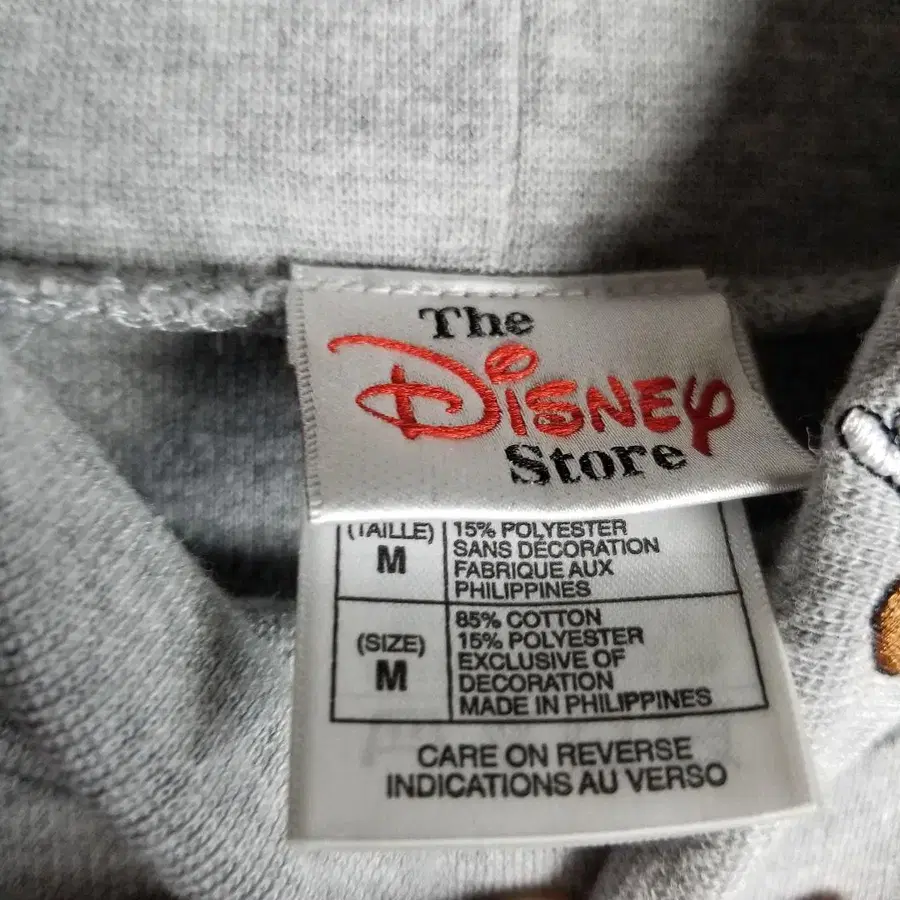 The
Disney
Store
(TAILLE)
M
15% POLYESTER
SANS DÉCORATION
FABRIQUE AUX
PHILIPPINES
(SIZE)
M
85% COTTON
15% POLYESTER
EXCLUSIVE OF
DECORATION
MADE IN PHILIPPINES
CARE ON REVERSE
INDICATIONS AU VERSO